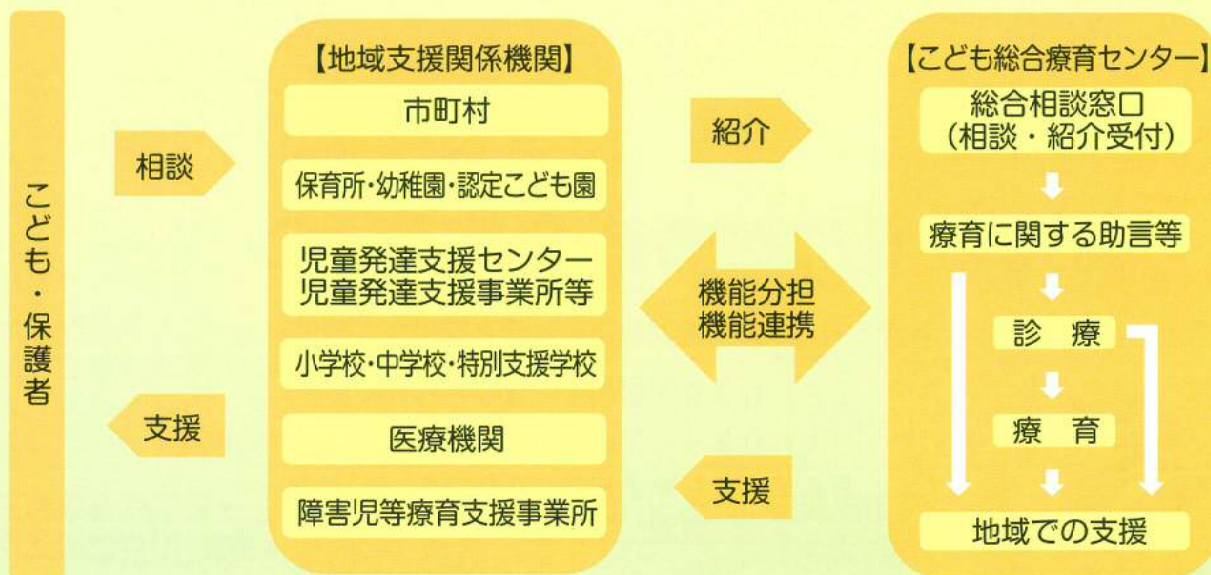 こども・保護者
相談
支援
【地域支援関係機関】
市町村
保育所・幼稚園・認定こども園
児童発達支援センター
児童発達支援事業所等
小学校・中学校・特別支援学校
医療機関
障害児等療育支援事業所
紹介
機能分担
機能連携
支援
【こども総合療育センター】
総合相談窓口
（相談・紹介受付）
療育に関する助言等
診　療
療　育
地域での支援